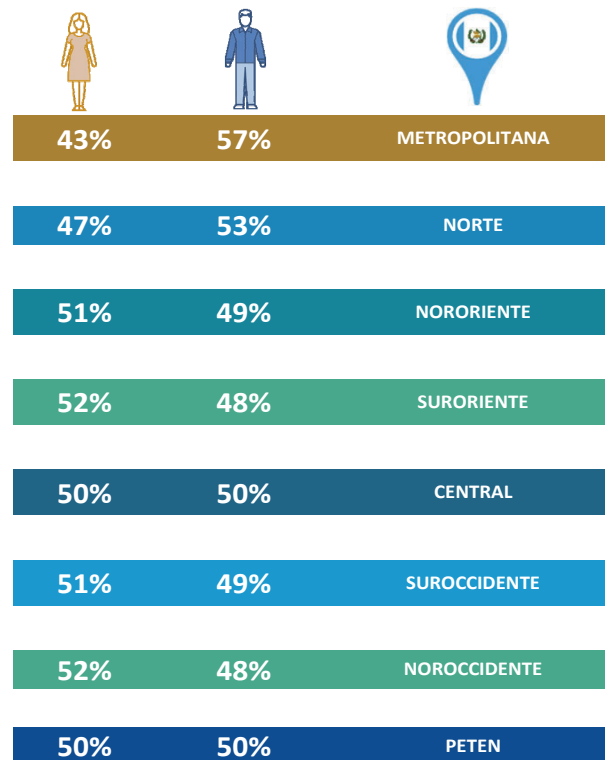 43% 57% METROPOLITANA
47% 53% NORTE
51% 49% NORORIENTE
52% 48% SURORIENTE
50% 50% CENTRAL
51% 49% SUROCCIDENTE
52% 48% NOROCCIDENTE
50% 50% PETEN